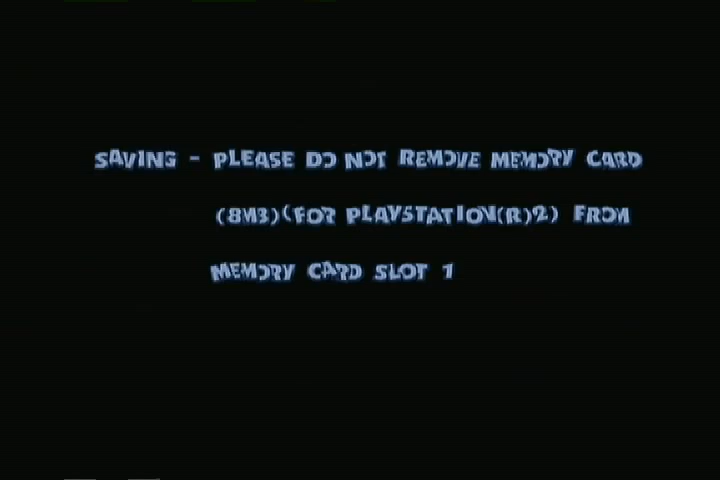 SAVING - PLEASE DO NOT REMOVE MEMORY CARD
(8MB)(FOR PLAYSTATION(R)2) FROM
MEMORY CARD SLOT 1